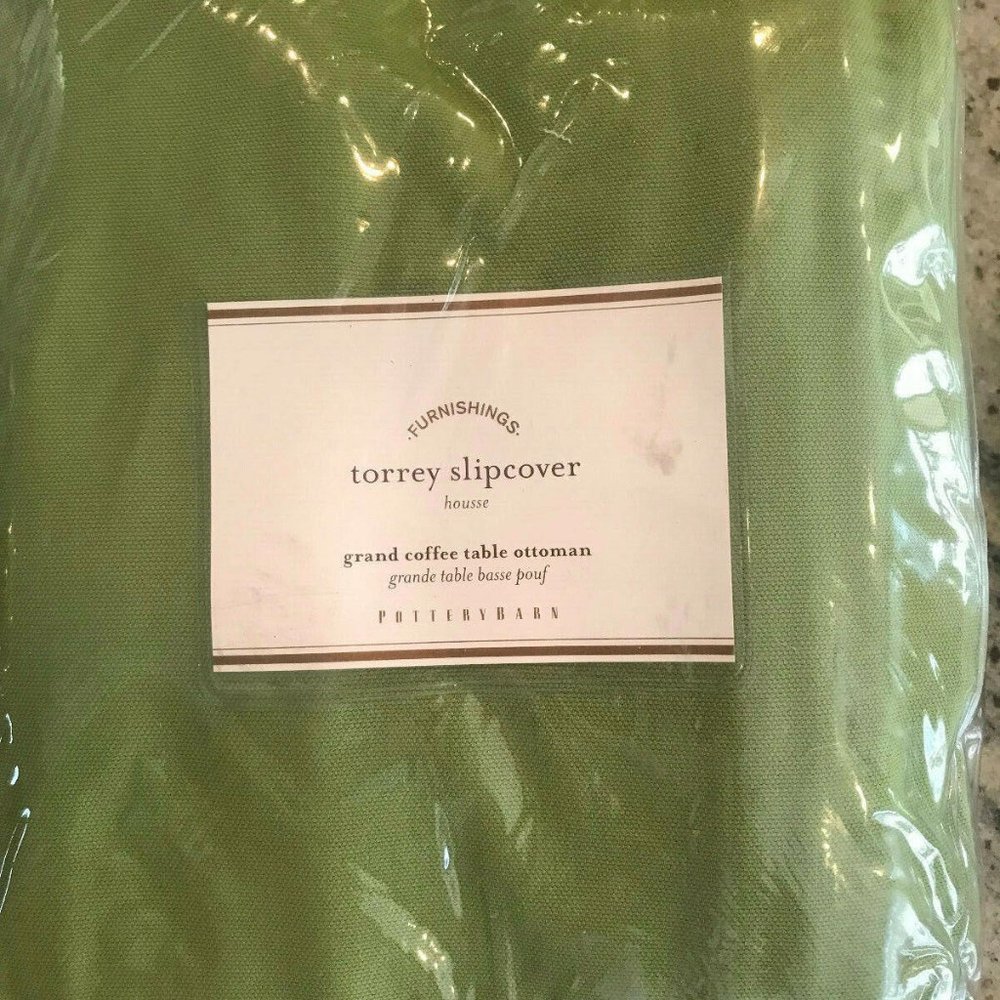 ·FURNISHINGS·
torrey slipcover
housse
grand coffee table ottoman
grande table basse pouf
POTTERYBARN